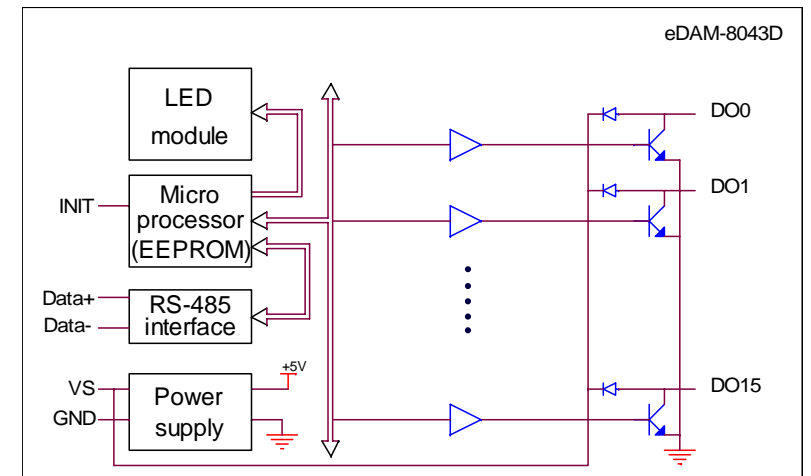 eDAM-8043D
LED
module
DO0
INIT
Micro
processor
(EEPROM)
DO1
Data+
Data-
RS-485
interface
+5V
VS
GND
Power
supply
DO15